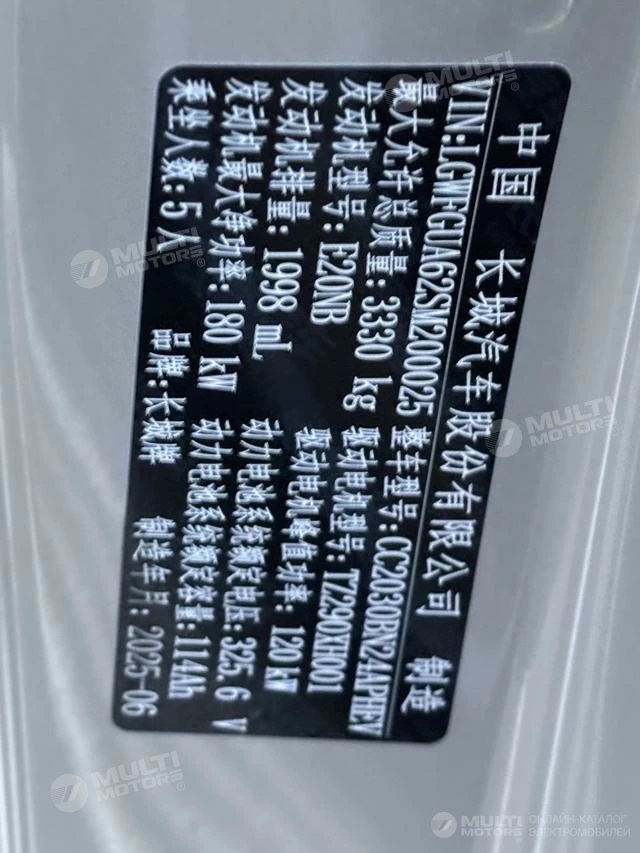 中国 长城汽车股份有限公司 制造
VIN:LGWFGUA62SM200025 整车型号:CC2030BN24APHEV
最大允许总质量:3330 kg 驱动电机型号:TZ290XH001
发动机型号:E20NB 驱动电机峰值功率:120kW
发动机排量:1998 mL 动力电池系统额定电压:325.6 V
发动机最大净功率:180 kW 动力电池系统额定容量:114Ah
乘坐人数:5人 品牌:长城牌 制造年月:2025-06
MULTI MOTORS®
MULTI MOTORS®
MULTI MOTORS®
MULTI MOTORS®
MULTI MOTORS® ОНЛАЙН-КАТАЛОГ ЭЛЕКТРОМОБИЛЕЙ